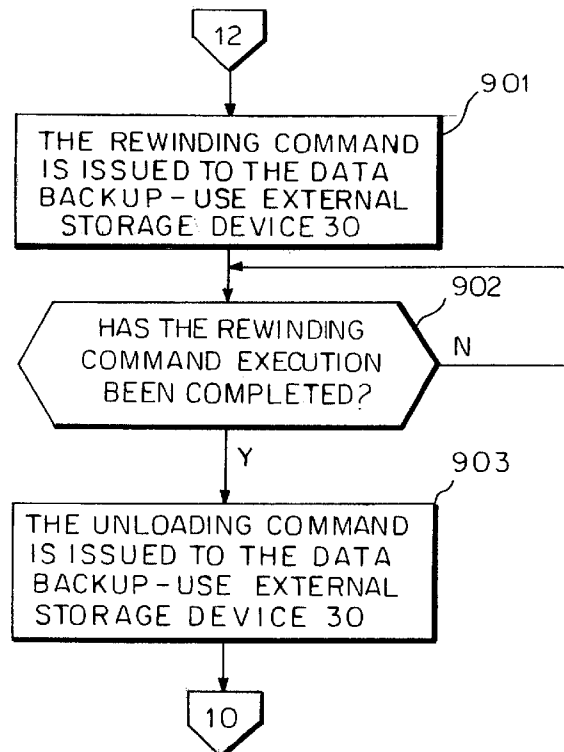 12
901
THE REWINDING COMMAND
IS ISSUED TO THE DATA
BACKUP-USE EXTERNAL
STORAGE DEVICE 30
902
HAS THE REWINDING
COMMAND EXECUTION
BEEN COMPLETED?
N
Y
903
THE UNLOADING COMMAND
IS ISSUED TO THE DATA
BACKUP-USE EXTERNAL
STORAGE DEVICE 30
10